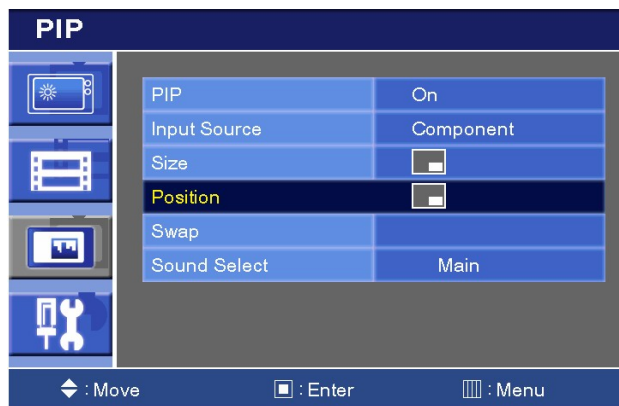 PIP
PIP On
Input Source Component
Size
Position
Swap
Sound Select Main
: Move : Enter : Menu